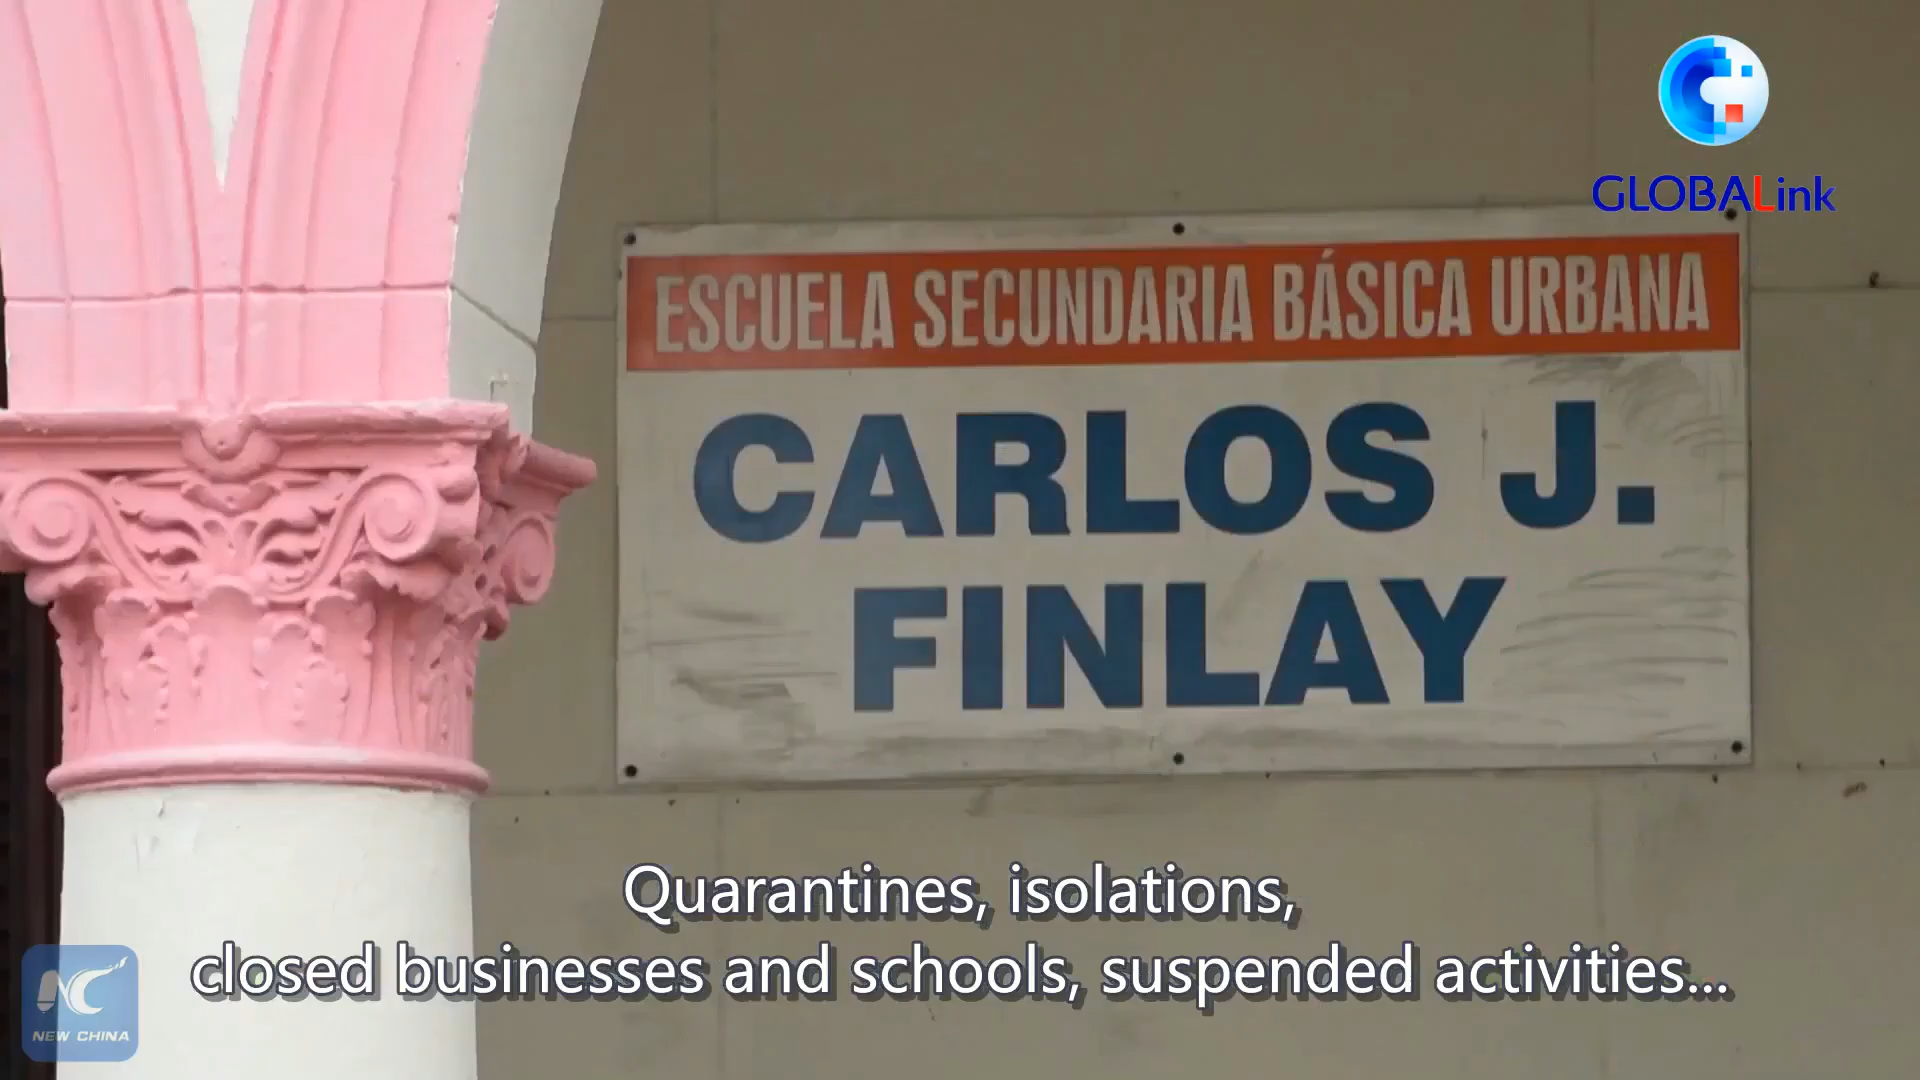 GLOBALink
ESCUELA SECUNDARIA BÁSICA URBANA
CARLOS J.
FINLAY
Quarantines, isolations,
closed businesses and schools, suspended activities...
NEW CHINA